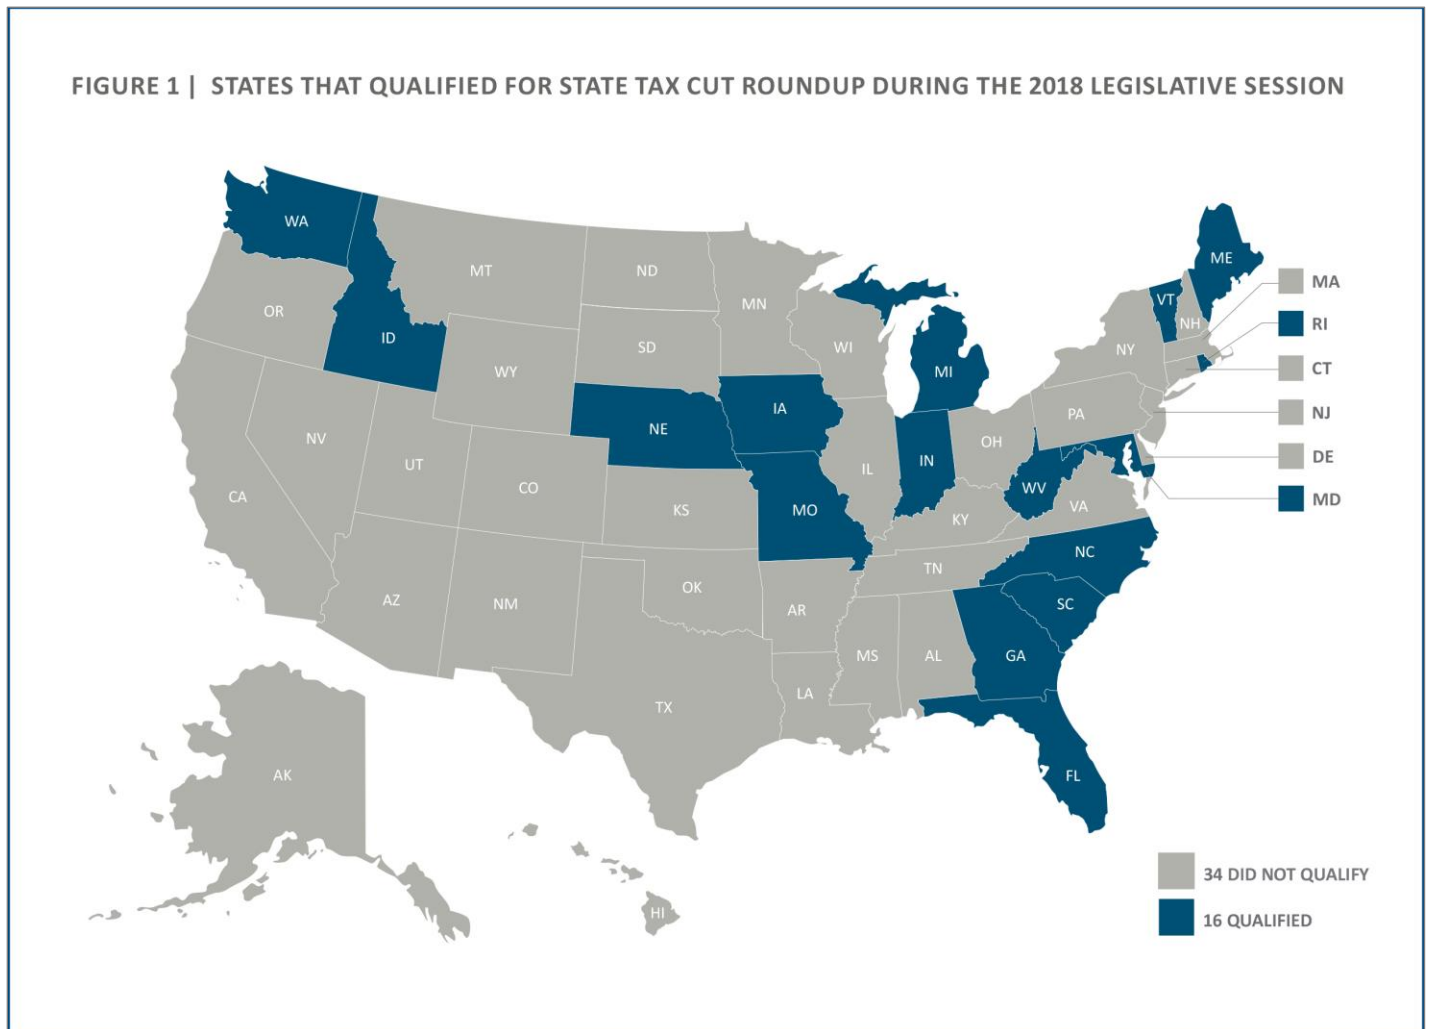 FIGURE 1 | STATES THAT QUALIFIED FOR STATE TAX CUT ROUNDUP DURING THE 2018 LEGISLATIVE SESSION
WA
MT
ND
MN
ME
VT
NH
MA
OR
ID
SD
WI
NY
RI
WY
MI
CT
NE
IA
PA
NJ
NV
UT
CO
IL
IN
OH
DE
CA
KS
MO
WV
VA
MD
KY
NC
AZ
NM
OK
AR
TN
SC
TX
LA
MS
AL
GA
AK
FL
HI
34 DID NOT QUALIFY
16 QUALIFIED